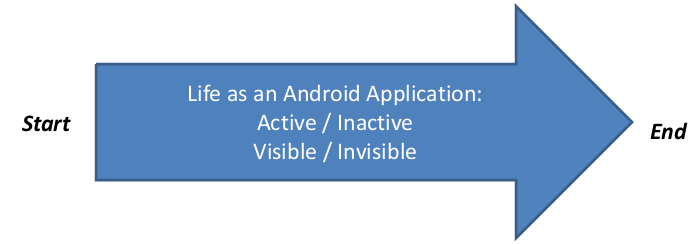 Start
Life as an Android Application:
Active / Inactive
Visible / Invisible
End